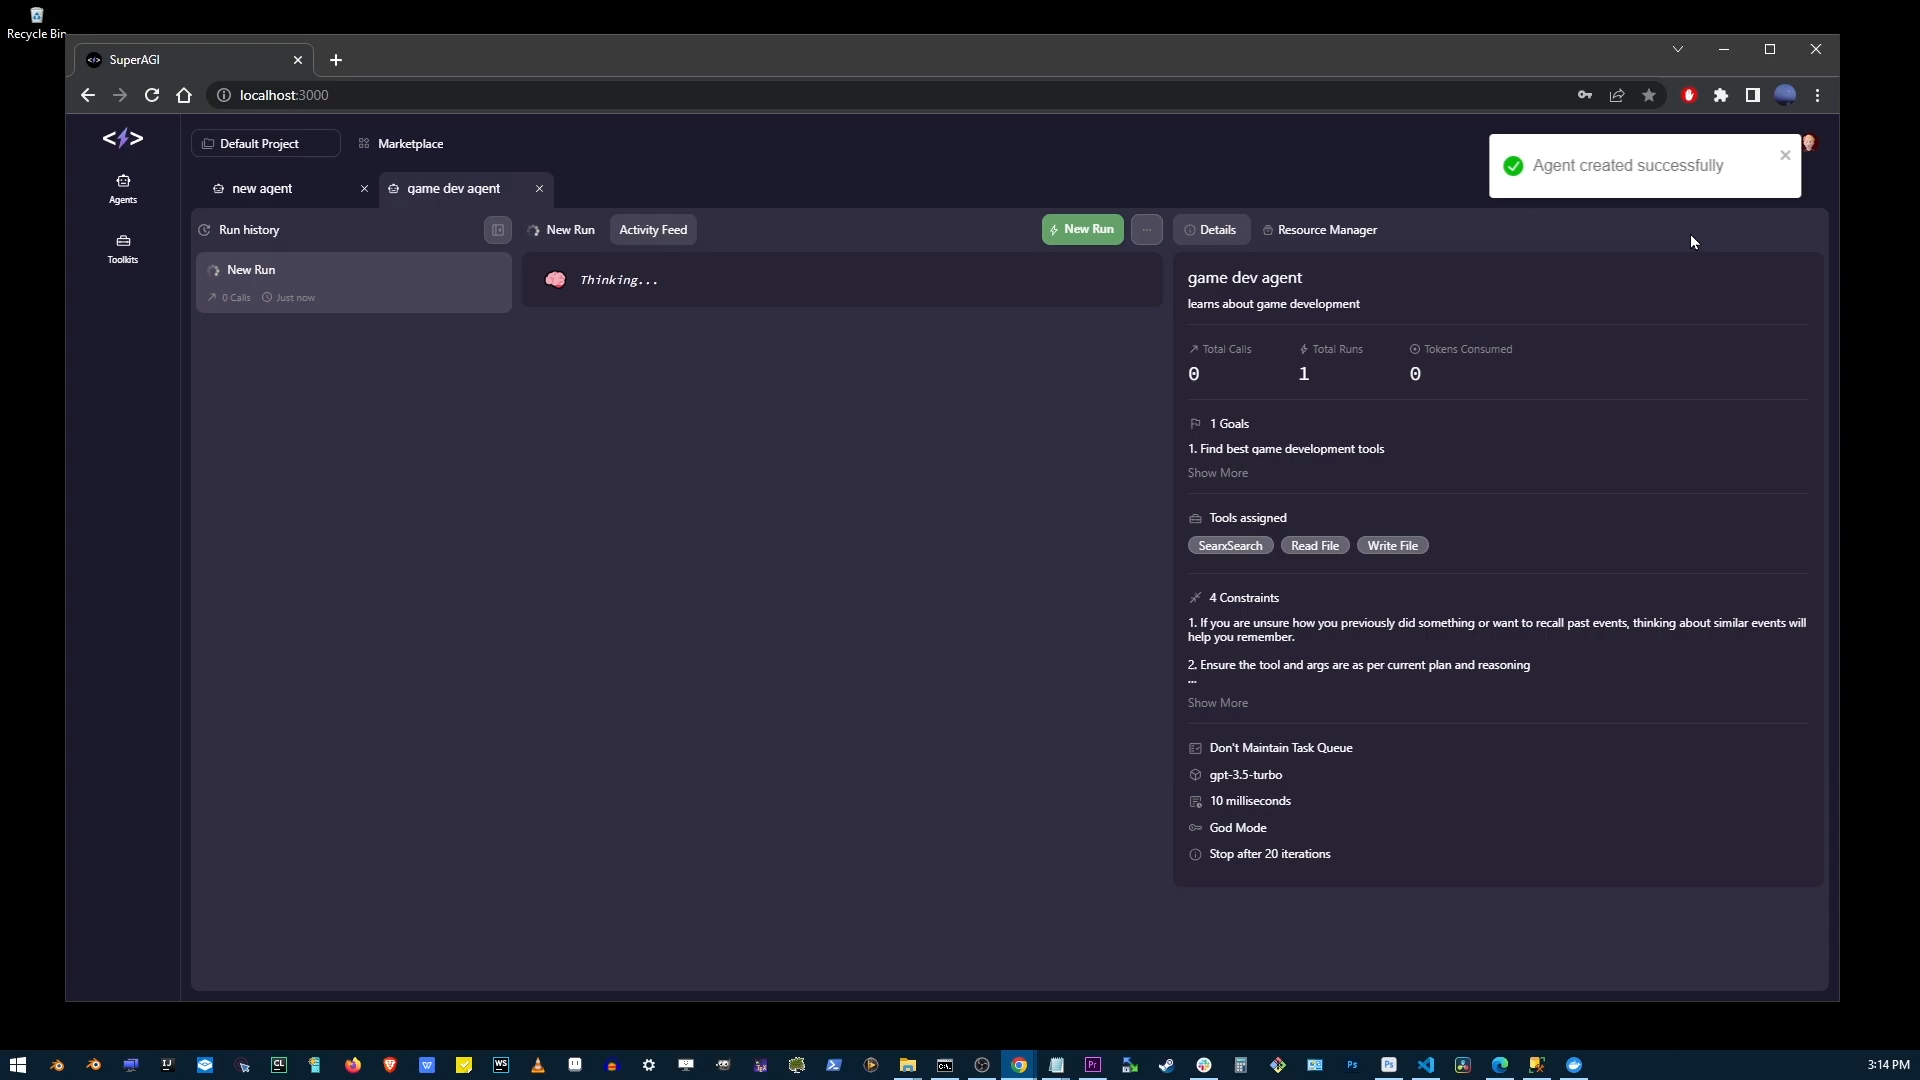 Recycle Bin
SuperAGI
localhost:3000
Default Project
Marketplace
Agent created successfully
Agents
new agent
game dev agent
Toolkits
Run history
New Run
Activity Feed
New Run
...
Details
Resource Manager
New Run
0 Calls
Just now
Thinking...
game dev agent
learns about game development
Total Calls
Total Runs
Tokens Consumed
0
1
0
1 Goals
1. Find best game development tools
Show More
Tools assigned
SearxSearch
Read File
Write File
4 Constraints
1. If you are unsure how you previously did something or want to recall past events, thinking about similar events will
help you remember.
2. Ensure the tool and args are as per current plan and reasoning
...
Show More
Don't Maintain Task Queue
gpt-3.5-turbo
10 milliseconds
God Mode
Stop after 20 iterations
3:14 PM